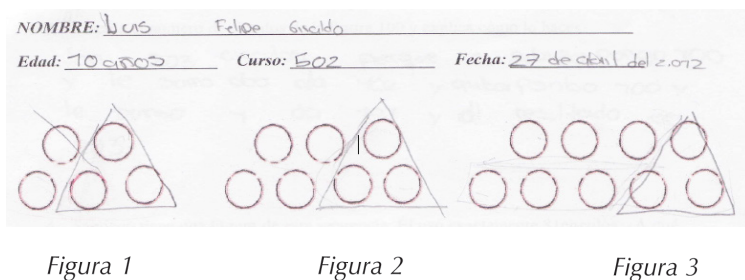 NOMBRE: Luis Felipe Giraldo
Edad: 10 años Curso: 502 Fecha: 27 de abril del 2.012
Figura 1 Figura 2 Figura 3